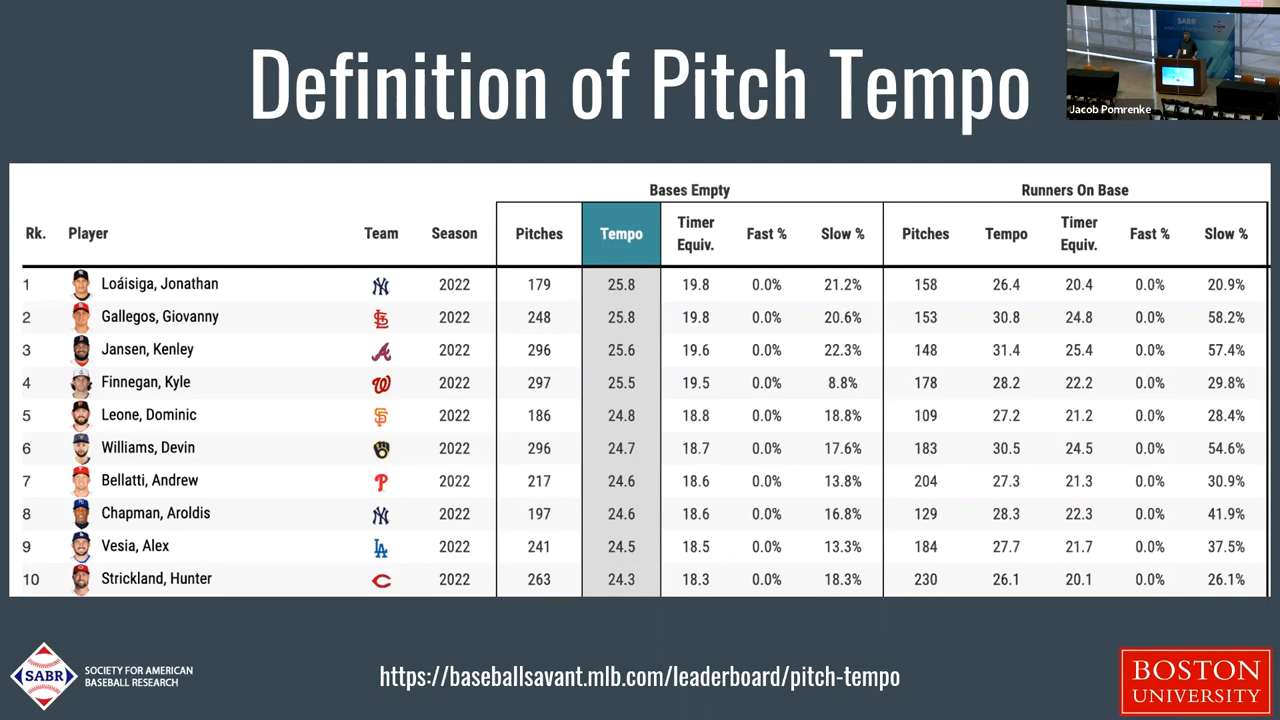 Definition of Pitch Tempo
SABR
Jacob Pomrenke
Bases Empty Runners On Base
Rk. Player Team Season Pitches Tempo Timer Equiv. Fast % Slow % Pitches Tempo Timer Equiv. Fast % Slow %
1 Loáisiga, Jonathan NY 2022 179 25.8 19.8 0.0% 21.2% 158 26.4 20.4 0.0% 20.9%
2 Gallegos, Giovanny STL 2022 248 25.8 19.8 0.0% 20.6% 153 30.8 24.8 0.0% 58.2%
3 Jansen, Kenley A 2022 296 25.6 19.6 0.0% 22.3% 148 31.4 25.4 0.0% 57.4%
4 Finnegan, Kyle W 2022 297 25.5 19.5 0.0% 8.8% 178 28.2 22.2 0.0% 29.8%
5 Leone, Dominic SF 2022 186 24.8 18.8 0.0% 18.8% 109 27.2 21.2 0.0% 28.4%
6 Williams, Devin 2022 296 24.7 18.7 0.0% 17.6% 183 30.5 24.5 0.0% 54.6%
7 Bellatti, Andrew P 2022 217 24.6 18.6 0.0% 13.8% 204 27.3 21.3 0.0% 30.9%
8 Chapman, Aroldis NY 2022 197 24.6 18.6 0.0% 16.8% 129 28.3 22.3 0.0% 41.9%
9 Vesia, Alex LA 2022 241 24.5 18.5 0.0% 13.3% 184 27.7 21.7 0.0% 37.5%
10 Strickland, Hunter C 2022 263 24.3 18.3 0.0% 18.3% 230 26.1 20.1 0.0% 26.1%
SABR
SOCIETY FOR AMERICAN
BASEBALL RESEARCH
https://baseballsavant.mlb.com/leaderboard/pitch-tempo
BOSTON
UNIVERSITY